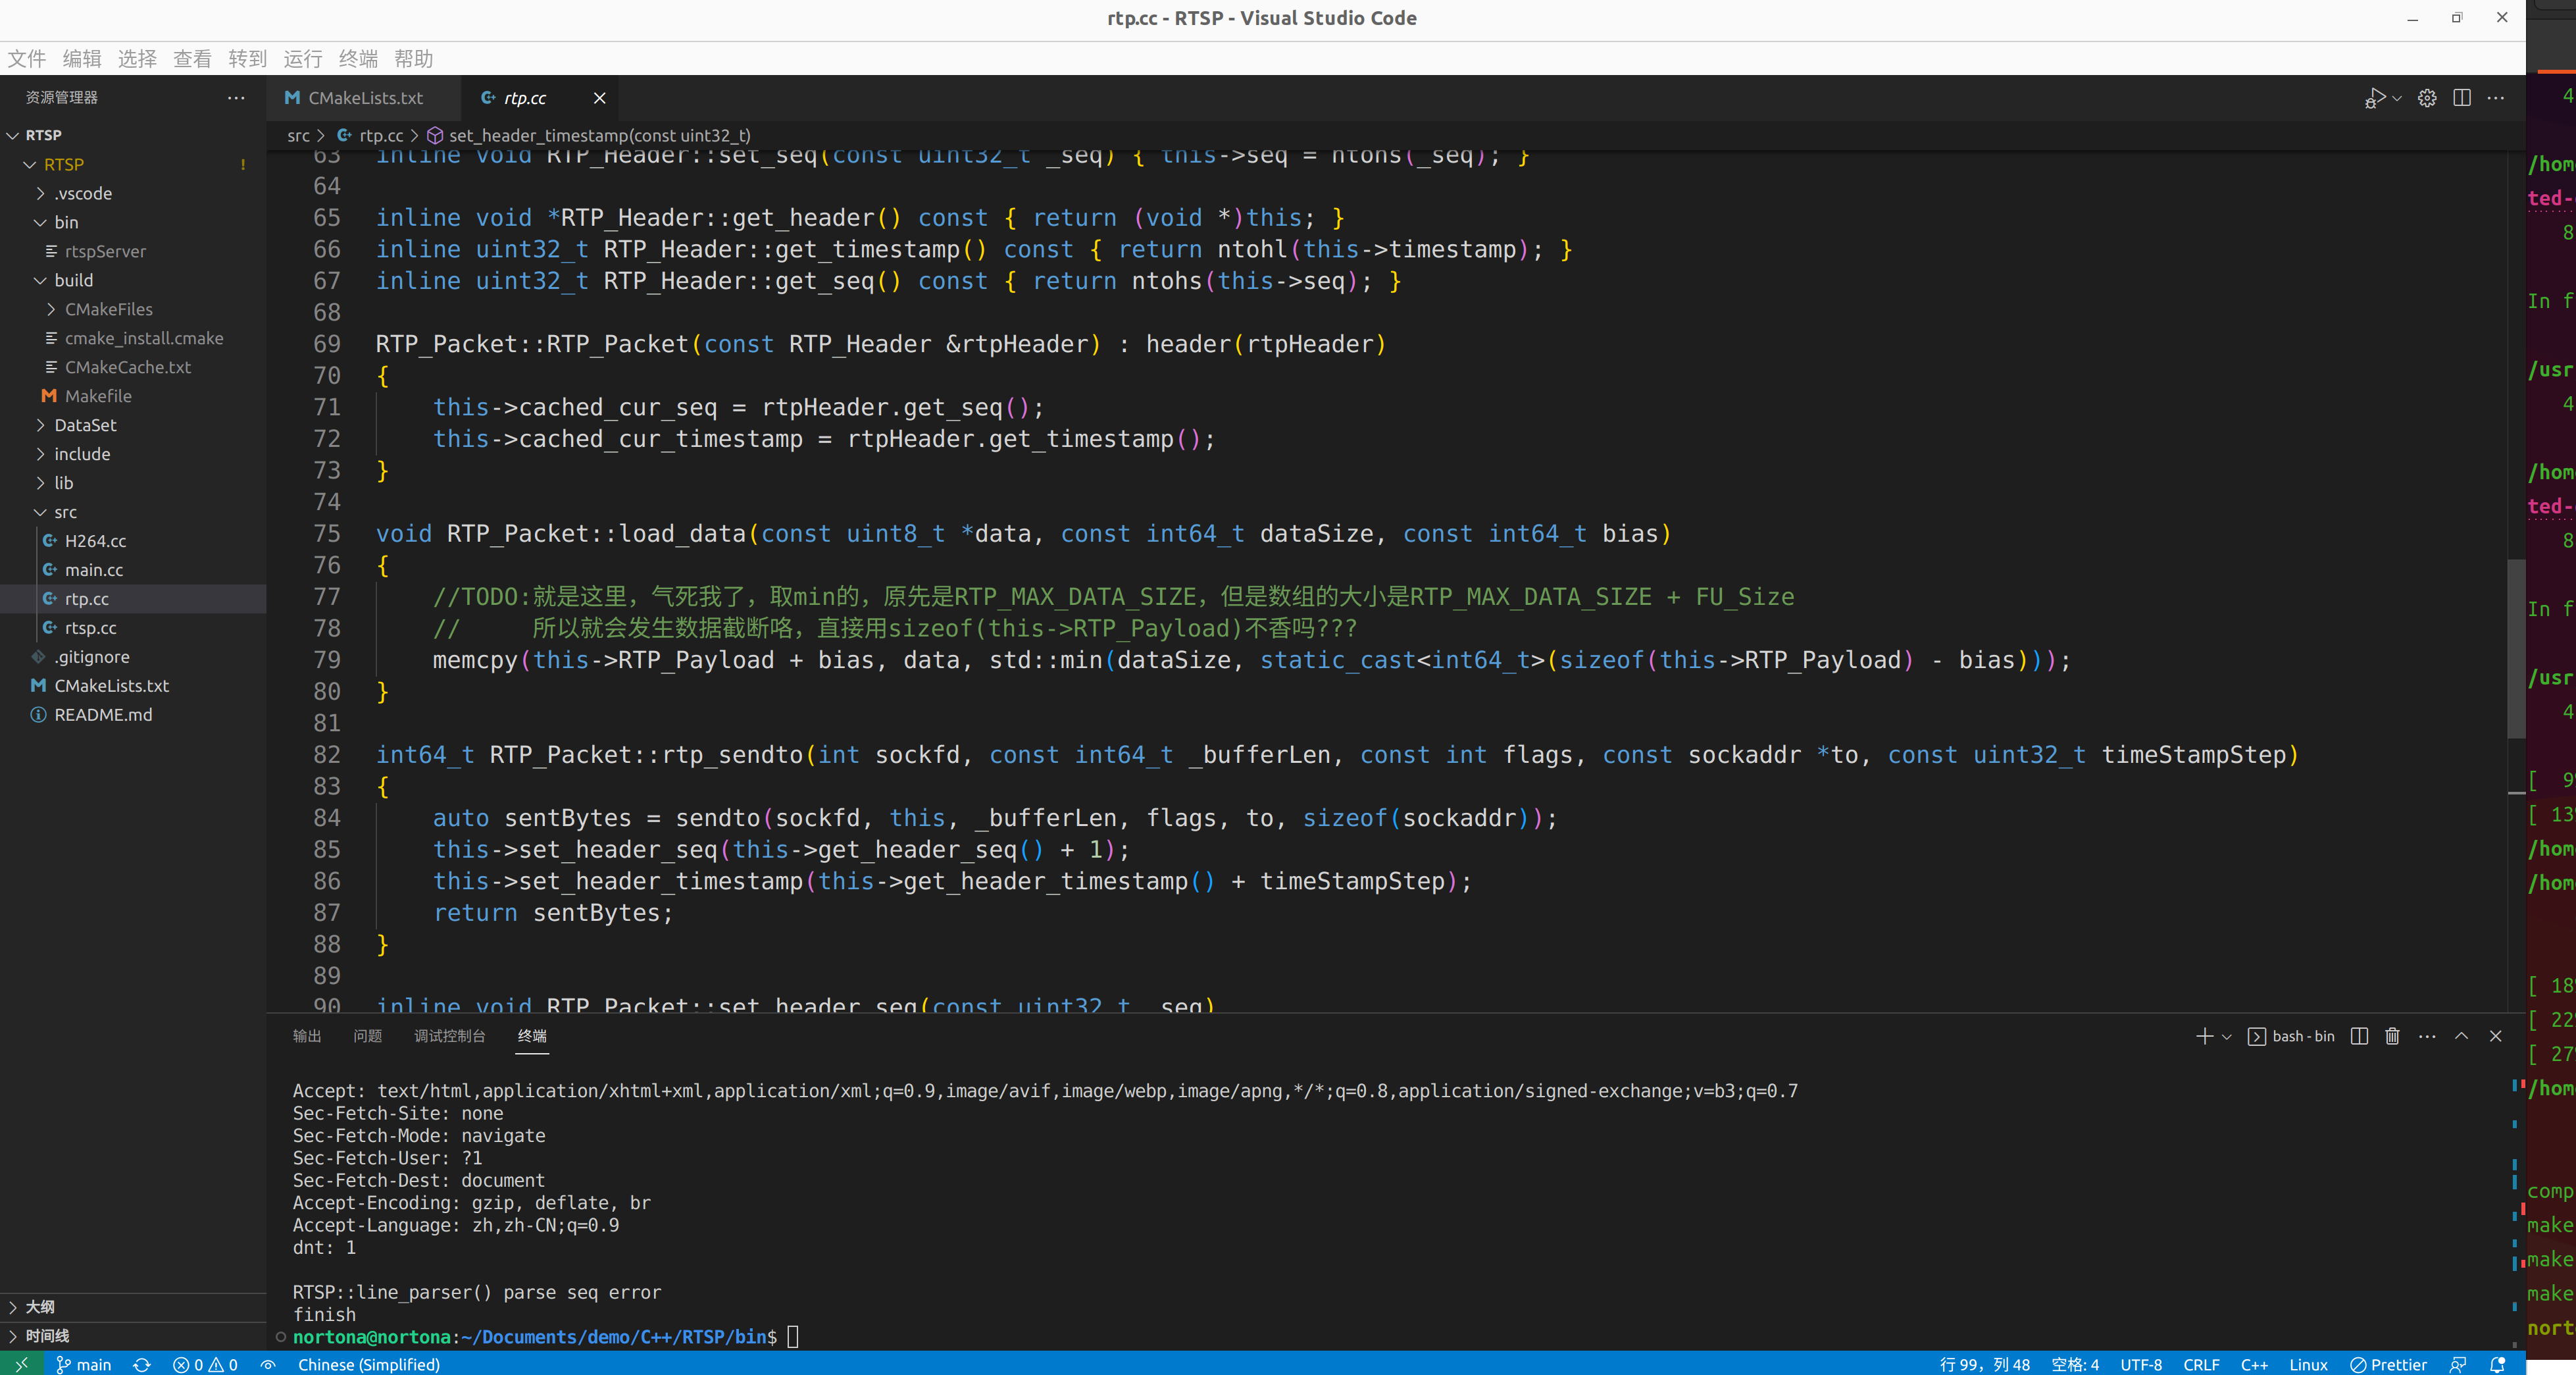 rtp.cc - RTSP - Visual Studio Code
文件 编辑 选择 查看 转到 运行 终端 帮助
资源管理器
RTSP
RTSP !
.vscode
bin
rtspServer
build
CMakeFiles
cmake_install.cmake
CMakeCache.txt
Makefile
DataSet
include
lib
src
H264.cc
main.cc
rtp.cc
rtsp.cc
.gitignore
CMakeLists.txt
README.md
大纲
时间线
CMakeLists.txt rtp.cc
src > rtp.cc > set_header_timestamp(const uint32_t)
63 inline void RTP_Header::set_seq(const uint32_t _seq) { this->seq = htons(_seq); }
64
65 inline void *RTP_Header::get_header() const { return (void *)this; }
66 inline uint32_t RTP_Header::get_timestamp() const { return ntohl(this->timestamp); }
67 inline uint32_t RTP_Header::get_seq() const { return ntohs(this->seq); }
68
69 RTP_Packet::RTP_Packet(const RTP_Header &rtpHeader) : header(rtpHeader)
70 {
71 this->cached_cur_seq = rtpHeader.get_seq();
72 this->cached_cur_timestamp = rtpHeader.get_timestamp();
73 }
74
75 void RTP_Packet::load_data(const uint8_t *data, const int64_t dataSize, const int64_t bias)
76 {
77 //TODO:就是这里，气死我了，取min的，原先是RTP_MAX_DATA_SIZE，但是数组的大小是RTP_MAX_DATA_SIZE + FU_Size
78 // 所以就会发生数据截断咯，直接用sizeof(this->RTP_Payload)不香吗???
79 memcpy(this->RTP_Payload + bias, data, std::min(dataSize, static_cast<int64_t>(sizeof(this->RTP_Payload) - bias)));
80 }
81
82 int64_t RTP_Packet::rtp_sendto(int sockfd, const int64_t _bufferLen, const int flags, const sockaddr *to, const uint32_t timeStampStep)
83 {
84 auto sentBytes = sendto(sockfd, this, _bufferLen, flags, to, sizeof(sockaddr));
85 this->set_header_seq(this->get_header_seq() + 1);
86 this->set_header_timestamp(this->get_header_timestamp() + timeStampStep);
87 return sentBytes;
88 }
89
90 inline void RTP_Packet::set_header_seq(const uint32_t _seq)
输出 问题 调试控制台 终端
bash - bin
Accept: text/html,application/xhtml+xml,application/xml;q=0.9,image/avif,image/webp,image/apng,*/*;q=0.8,application/signed-exchange;v=b3;q=0.7
Sec-Fetch-Site: none
Sec-Fetch-Mode: navigate
Sec-Fetch-User: ?1
Sec-Fetch-Dest: document
Accept-Encoding: gzip, deflate, br
Accept-Language: zh,zh-CN;q=0.9
dnt: 1
RTSP::line_parser() parse seq error
finish
nortona@nortona:~/Documents/demo/C++/RTSP/bin$
main 0 0 Chinese (Simplified) 行 99，列 48 空格: 4 UTF-8 CRLF C++ Linux Prettier
4
/hom
ted-
8
In f
/usr
4
/hom
ted-
8
In f
/usr
4
[ 9
[ 13
/hom
/hom
[ 18
[ 22
[ 27
/hom
comp
make
make
make
nort